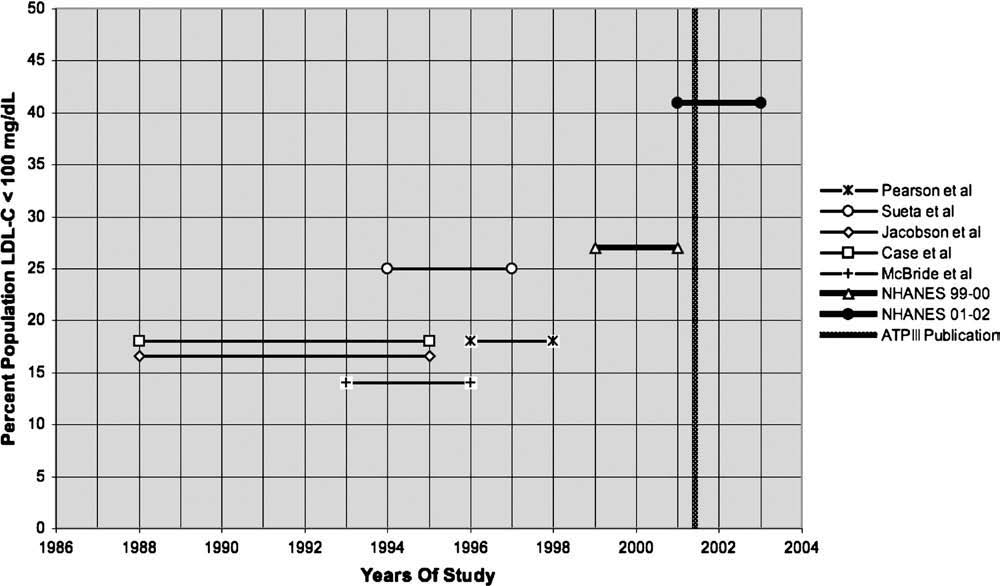 Percent Population LDL-C < 100 mg/dL
50
45
40
35
30
25
20
15
10
5
0
1986 1988 1990 1992 1994 1996 1998 2000 2002 2004
Years Of Study
Pearson et al
Sueta et al
Jacobson et al
Case et al
McBride et al
NHANES 99-00
NHANES 01-02
ATPIII Publication